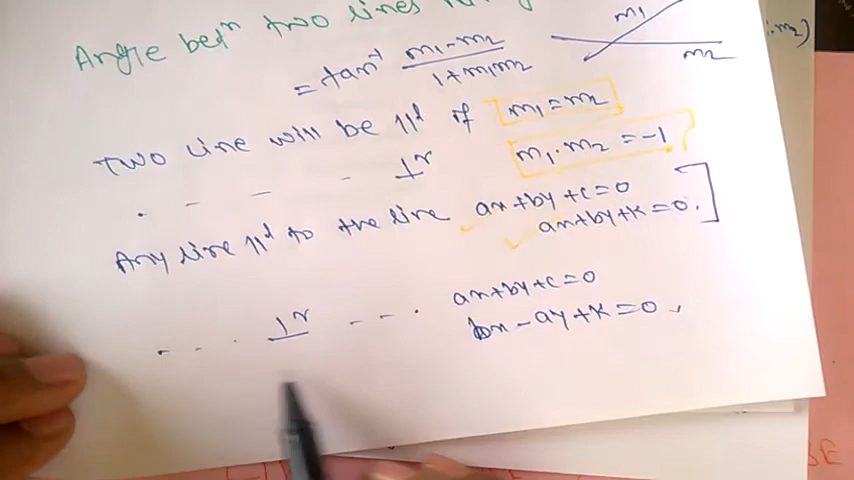 Angle betⁿ two lines
m1
= tan⁻¹ m1-m2 / 1+m1m2
m2
Two line will be llˡ if m1=m2
. - - - ⊥ʳ m1.m2 = -1
Any line llˡ to the line ax+by+c=0
ax+by+k=0.
. - - . ⊥ʳ - - - . ax+by+c=0
bx-ay+k=0,